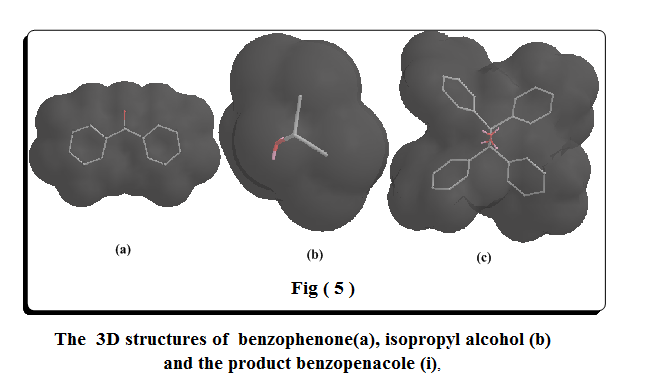 (a)
(b)
(c)
Fig ( 5 )
The 3D structures of benzophenone(a), isopropyl alcohol (b)
and the product benzopenacole (i).